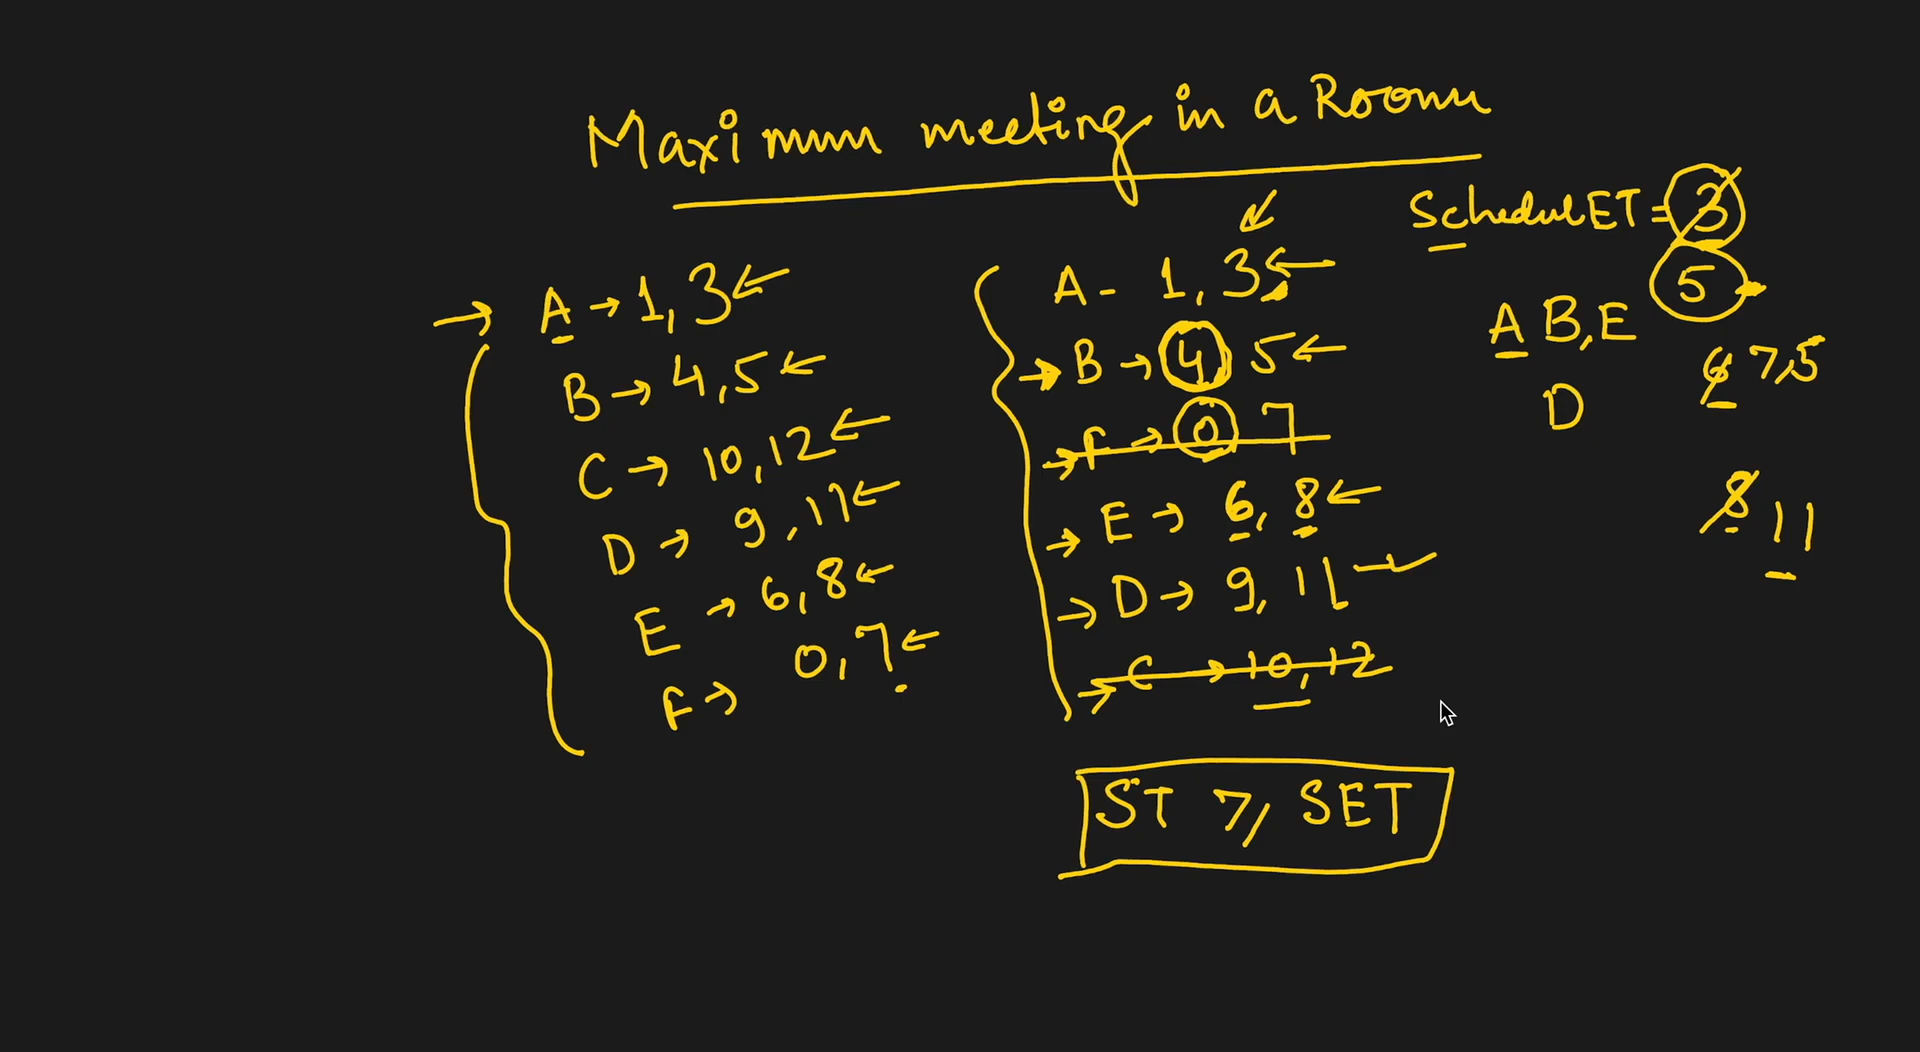 Maximum meeting in a Room
A → 1, 3
B → 4, 5
C → 10, 12
D → 9, 11
E → 6, 8
F → 0, 7
A - 1, 3
B → 4 5
F → 0 7
E → 6, 8
D → 9, 11
C → 10, 12
SchedulET = 3
5
A B, E
D
6 7, 5
8 11
ST ≥ SET